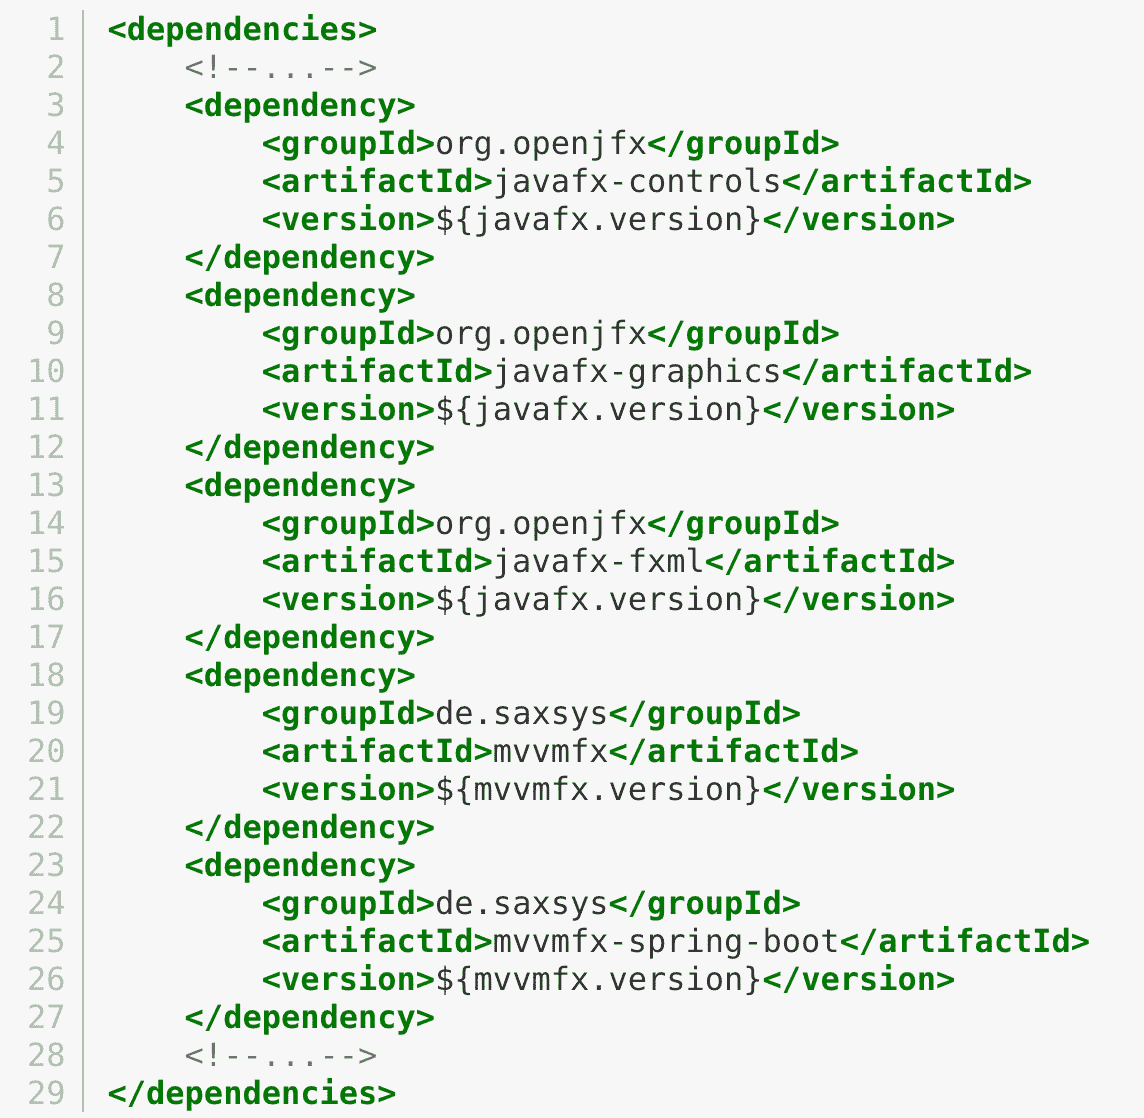 1 <dependencies>
2     <!--...-->
3     <dependency>
4         <groupId>org.openjfx</groupId>
5         <artifactId>javafx-controls</artifactId>
6         <version>${javafx.version}</version>
7     </dependency>
8     <dependency>
9         <groupId>org.openjfx</groupId>
10         <artifactId>javafx-graphics</artifactId>
11         <version>${javafx.version}</version>
12     </dependency>
13     <dependency>
14         <groupId>org.openjfx</groupId>
15         <artifactId>javafx-fxml</artifactId>
16         <version>${javafx.version}</version>
17     </dependency>
18     <dependency>
19         <groupId>de.saxsys</groupId>
20         <artifactId>mvvmfx</artifactId>
21         <version>${mvvmfx.version}</version>
22     </dependency>
23     <dependency>
24         <groupId>de.saxsys</groupId>
25         <artifactId>mvvmfx-spring-boot</artifactId>
26         <version>${mvvmfx.version}</version>
27     </dependency>
28     <!--...-->
29 </dependencies>